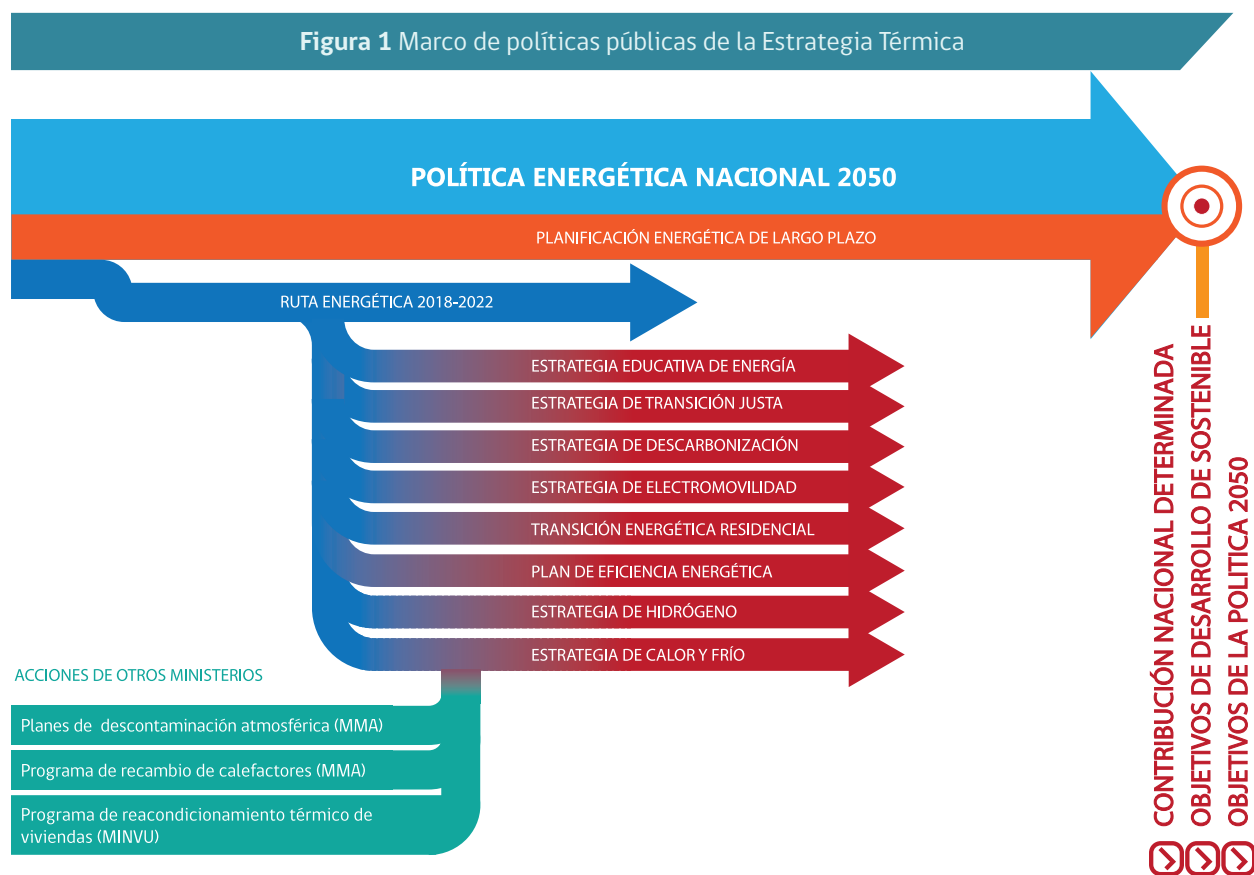 Figura 1 Marco de políticas públicas de la Estrategia Térmica
POLÍTICA ENERGÉTICA NACIONAL 2050
PLANIFICACIÓN ENERGÉTICA DE LARGO PLAZO
RUTA ENERGÉTICA 2018-2022
ESTRATEGIA EDUCATIVA DE ENERGÍA
ESTRATEGIA DE TRANSICIÓN JUSTA
ESTRATEGIA DE DESCARBONIZACIÓN
ESTRATEGIA DE ELECTROMOVILIDAD
TRANSICIÓN ENERGÉTICA RESIDENCIAL
PLAN DE EFICIENCIA ENERGÉTICA
ESTRATEGIA DE HIDRÓGENO
ESTRATEGIA DE CALOR Y FRÍO
ACCIONES DE OTROS MINISTERIOS
Planes de descontaminación atmosférica (MMA)
Programa de recambio de calefactores (MMA)
Programa de reacondicionamiento térmico de
viviendas (MINVU)
CONTRIBUCIÓN NACIONAL DETERMINADA
OBJETIVOS DE DESARROLLO DE SOSTENIBLE
OBJETIVOS DE LA POLITICA 2050